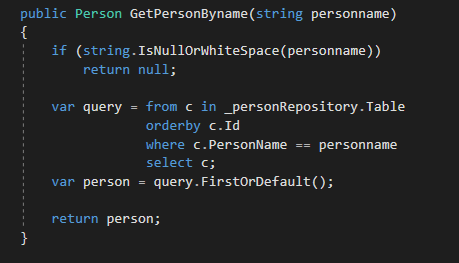 public Person GetPersonByname(string personname)
{
    if (string.IsNullOrWhiteSpace(personname))
        return null;

    var query = from c in _personRepository.Table
                orderby c.Id
                where c.PersonName == personname
                select c;
    var person = query.FirstOrDefault();

    return person;
}